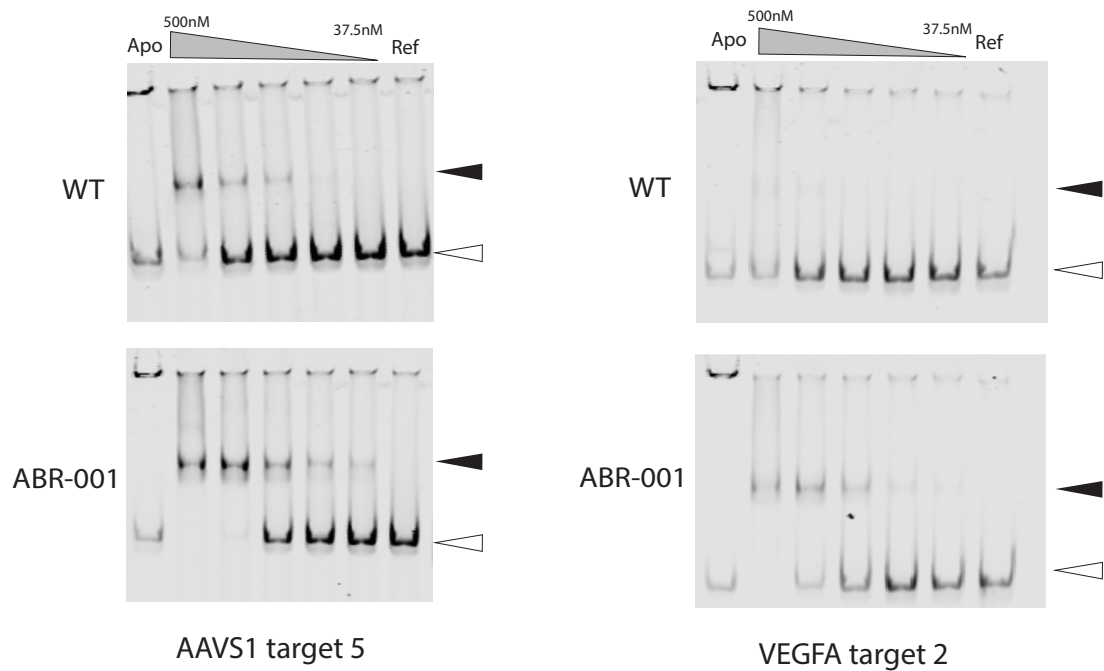 500nM
37.5nM
Apo
Ref
WT
ABR-001
AAVS1 target 5
500nM
37.5nM
Apo
Ref
WT
ABR-001
VEGFA target 2